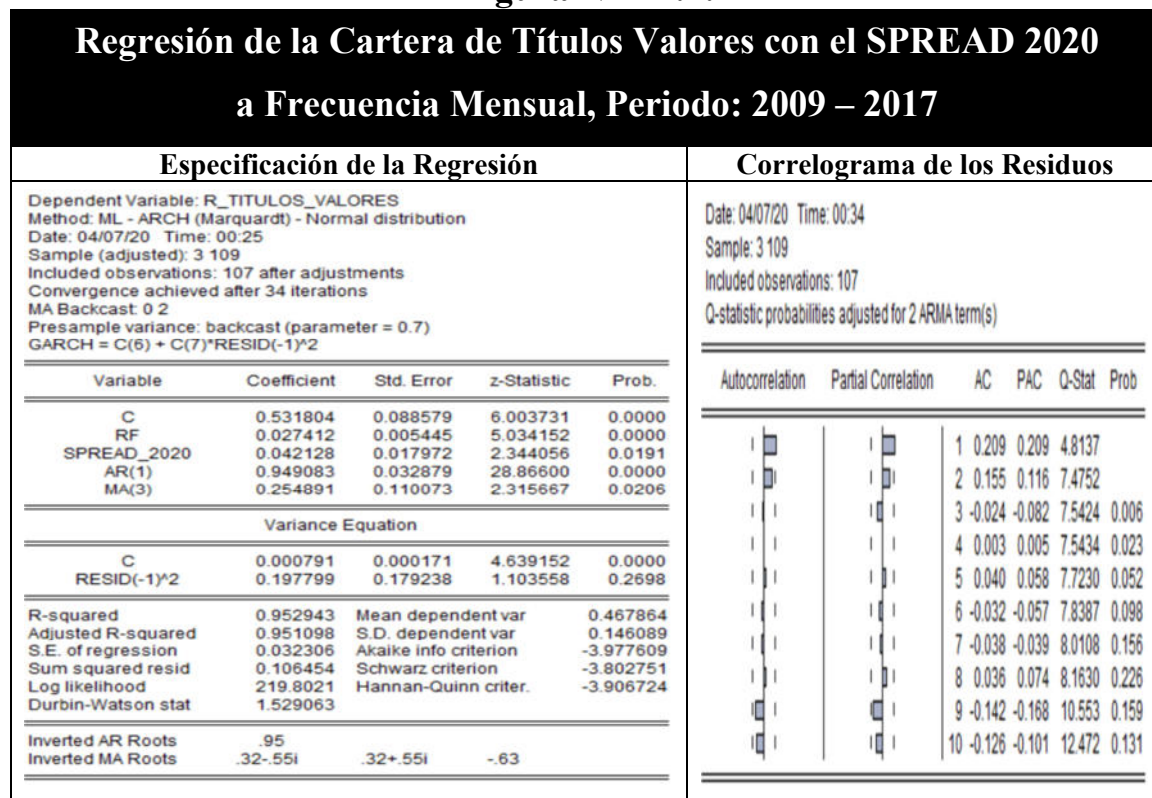 Regresión de la Cartera de Títulos Valores con el SPREAD 2020
a Frecuencia Mensual, Periodo: 2009 – 2017
Especificación de la Regresión
Dependent Variable: R_TITULOS_VALORES
Method: ML - ARCH (Marquardt) - Normal distribution
Date: 04/07/20 Time: 00:25
Sample (adjusted): 3 109
Included observations: 107 after adjustments
Convergence achieved after 34 iterations
MA Backcast: 0 2
Presample variance: backcast (parameter = 0.7)
GARCH = C(6) + C(7)*RESID(-1)^2
Variable Coefficient Std. Error z-Statistic Prob.
C 0.531804 0.088579 6.003731 0.0000
RF 0.027412 0.005445 5.034152 0.0000
SPREAD_2020 0.042128 0.017972 2.344056 0.0191
AR(1) 0.949083 0.032879 28.86600 0.0000
MA(3) 0.254891 0.110073 2.315667 0.0206
Variance Equation
C 0.000791 0.000171 4.639152 0.0000
RESID(-1)^2 0.197799 0.179238 1.103558 0.2698
R-squared 0.952943 Mean dependent var 0.467864
Adjusted R-squared 0.951098 S.D. dependent var 0.146089
S.E. of regression 0.032306 Akaike info criterion -3.977609
Sum squared resid 0.106454 Schwarz criterion -3.802751
Log likelihood 219.8021 Hannan-Quinn criter. -3.906724
Durbin-Watson stat 1.529063
Inverted AR Roots .95
Inverted MA Roots .32-.55i .32+.55i -.63
Correlograma de los Residuos
Date: 04/07/20 Time: 00:34
Sample: 3 109
Included observations: 107
Q-statistic probabilities adjusted for 2 ARMA term(s)
Autocorrelation Partial Correlation AC PAC Q-Stat Prob
1 0.209 0.209 4.8137
2 0.155 0.116 7.4752
3 -0.024 -0.082 7.5424 0.006
4 0.003 0.005 7.5434 0.023
5 0.040 0.058 7.7230 0.052
6 -0.032 -0.057 7.8387 0.098
7 -0.038 -0.039 8.0108 0.156
8 0.036 0.074 8.1630 0.226
9 -0.142 -0.168 10.553 0.159
10 -0.126 -0.101 12.472 0.131